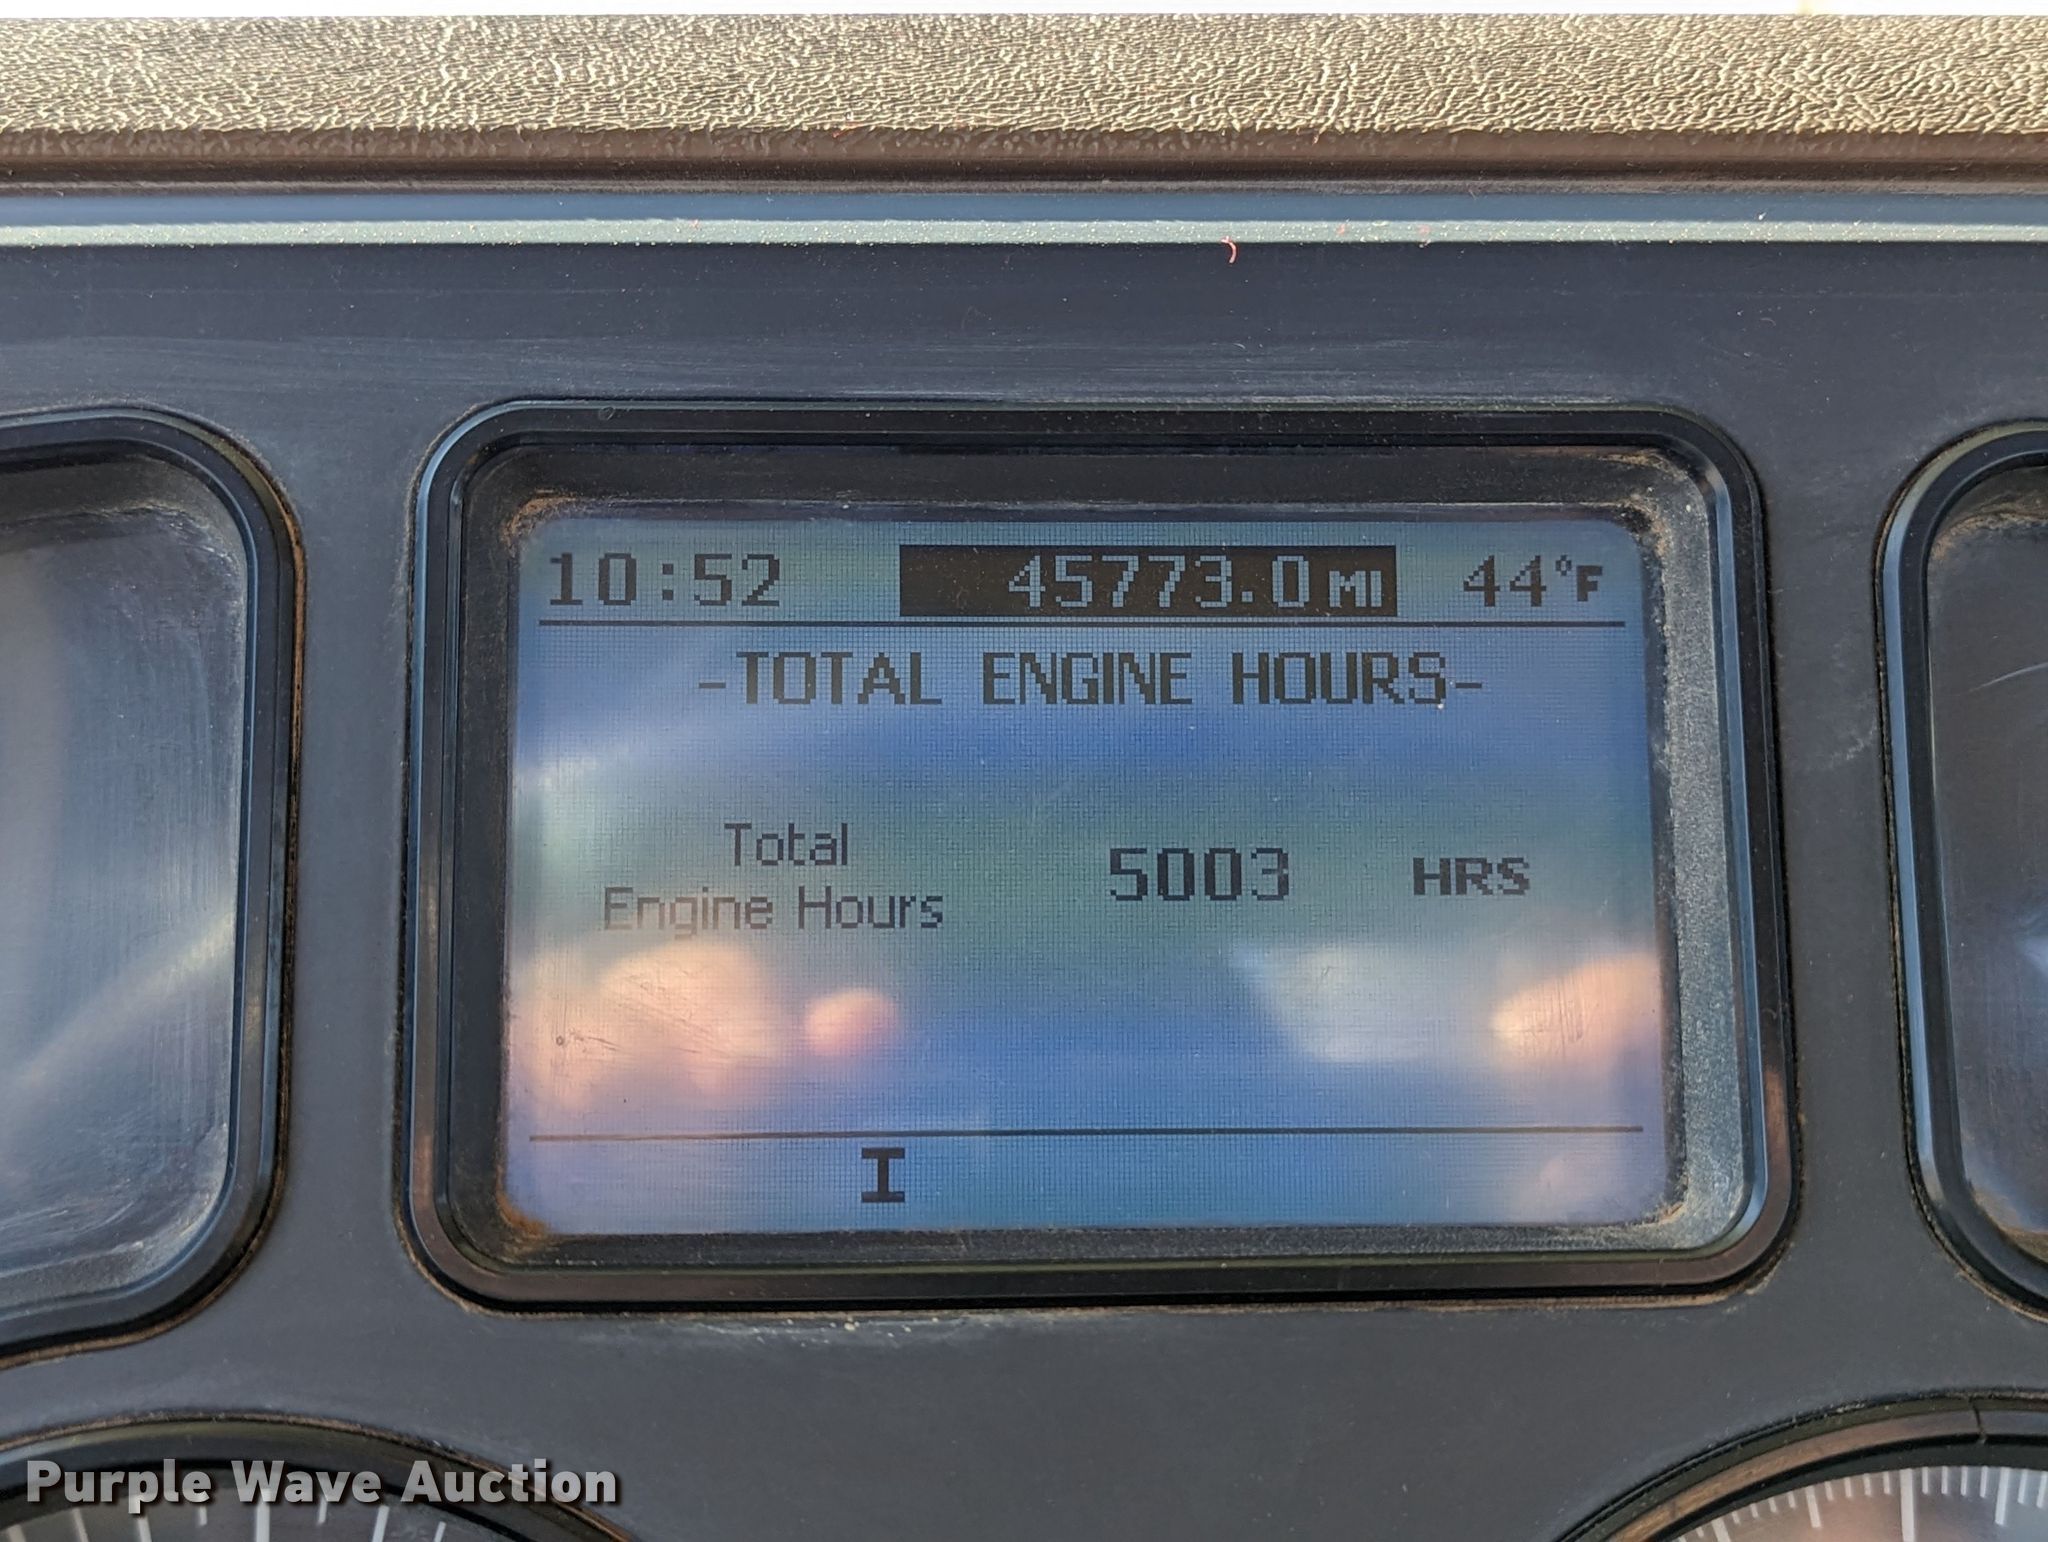 10:52 45773.0 MI 44°F
-TOTAL ENGINE HOURS-
Total
Engine Hours 5003 HRS
I
Purple Wave Auction